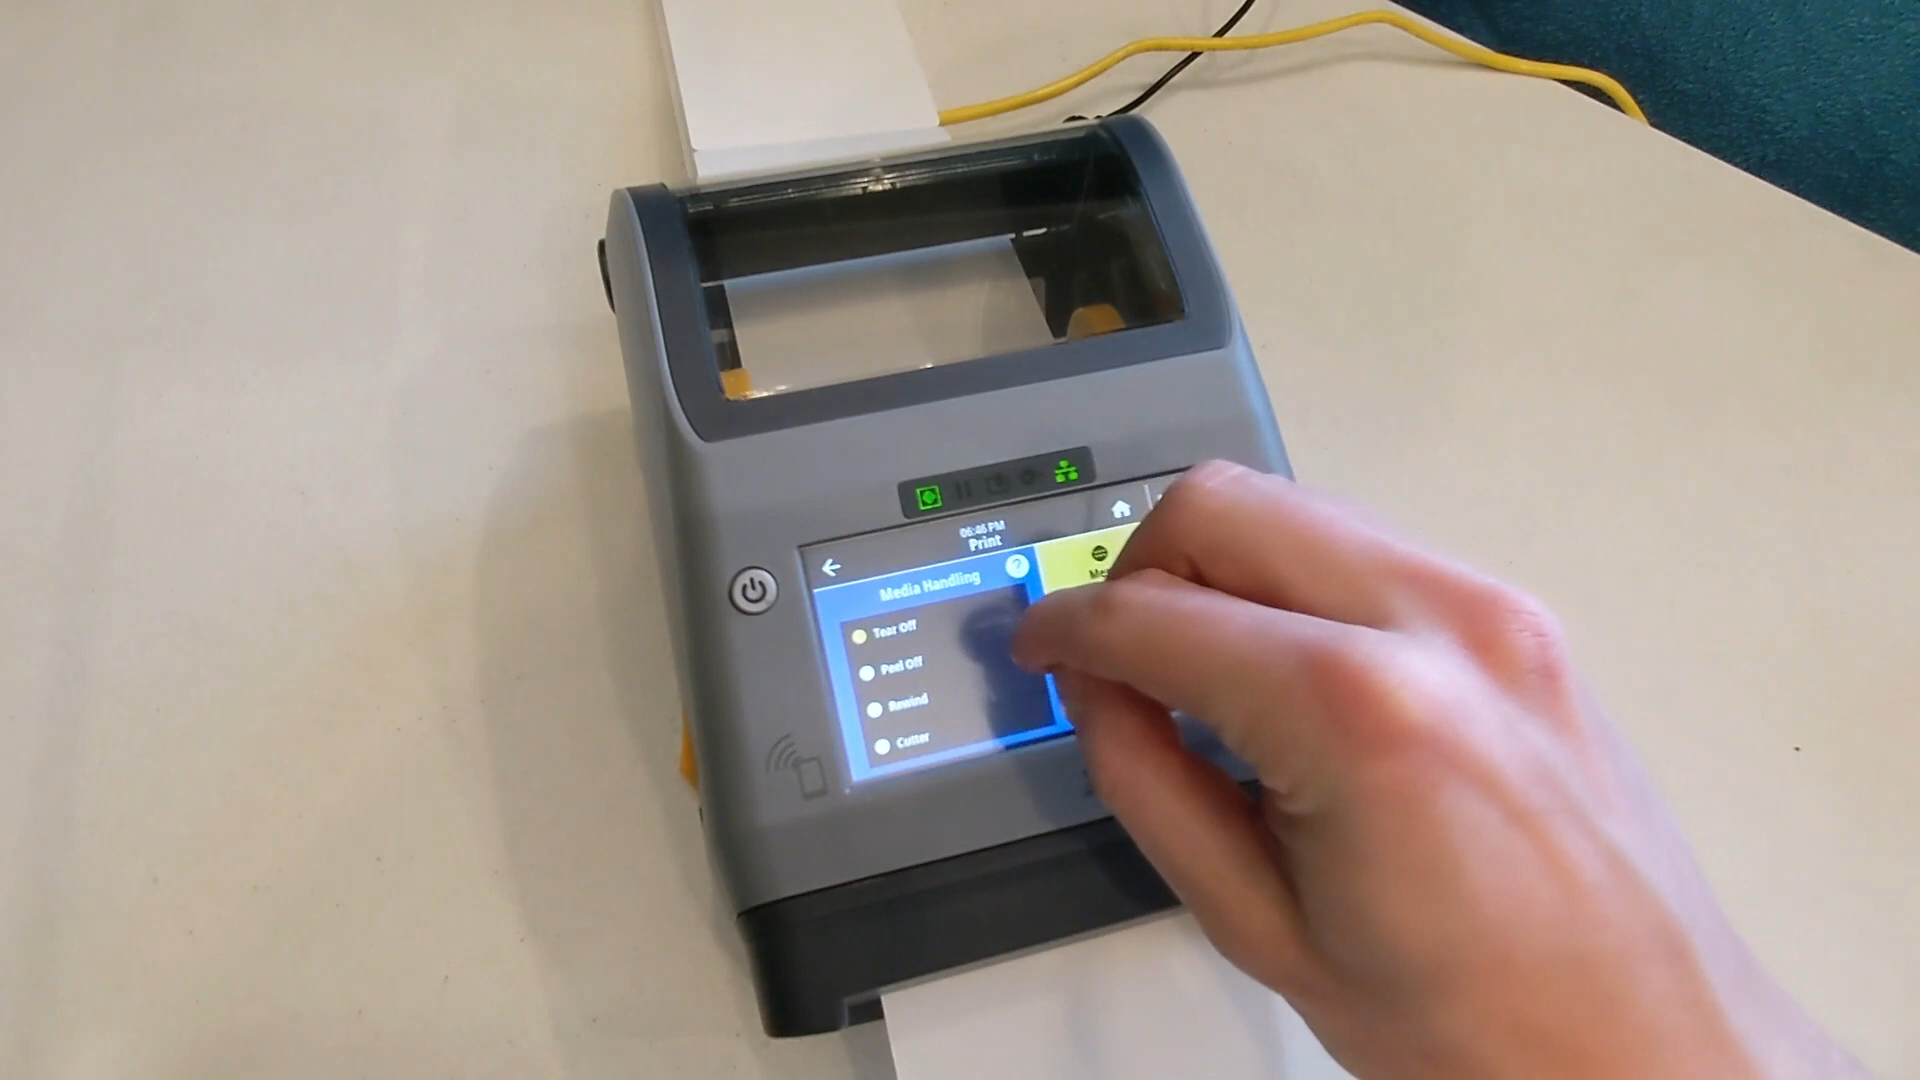 06:46 PM
Print
Media Handling
?
Tear Off
Peel Off
Rewind
Cutter